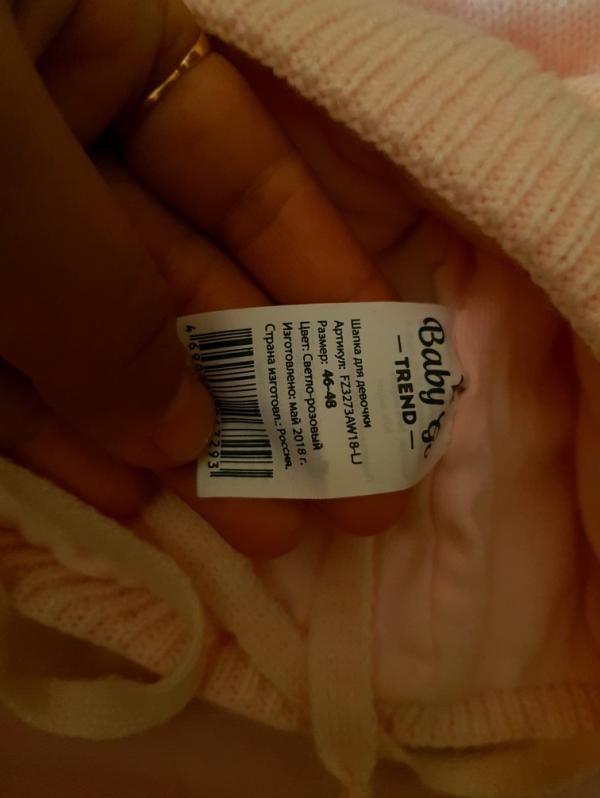 Baby
— TREND —
Шапка для девочки
Артикул: FZ3273AW18-LJ
Размер: 46-48
Цвет: Светло-розовый
Изготовлено: май 2018 г.
Страна изготовл.: Россия.